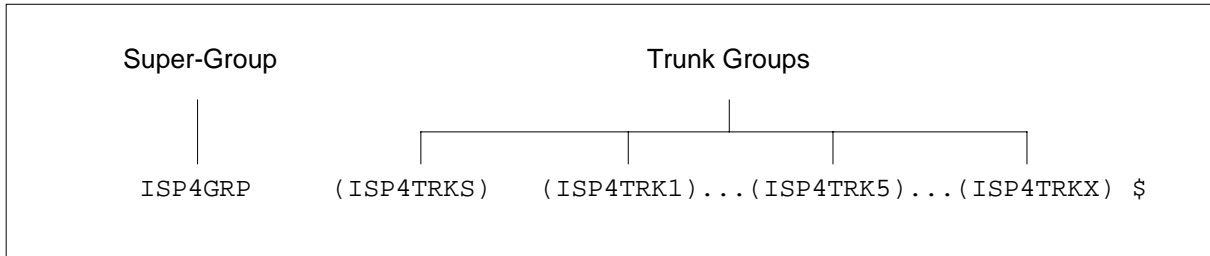 Super-Group Trunk Groups
ISP4GRP (ISP4TRKS) (ISP4TRK1)...(ISP4TRK5)...(ISP4TRKX) $